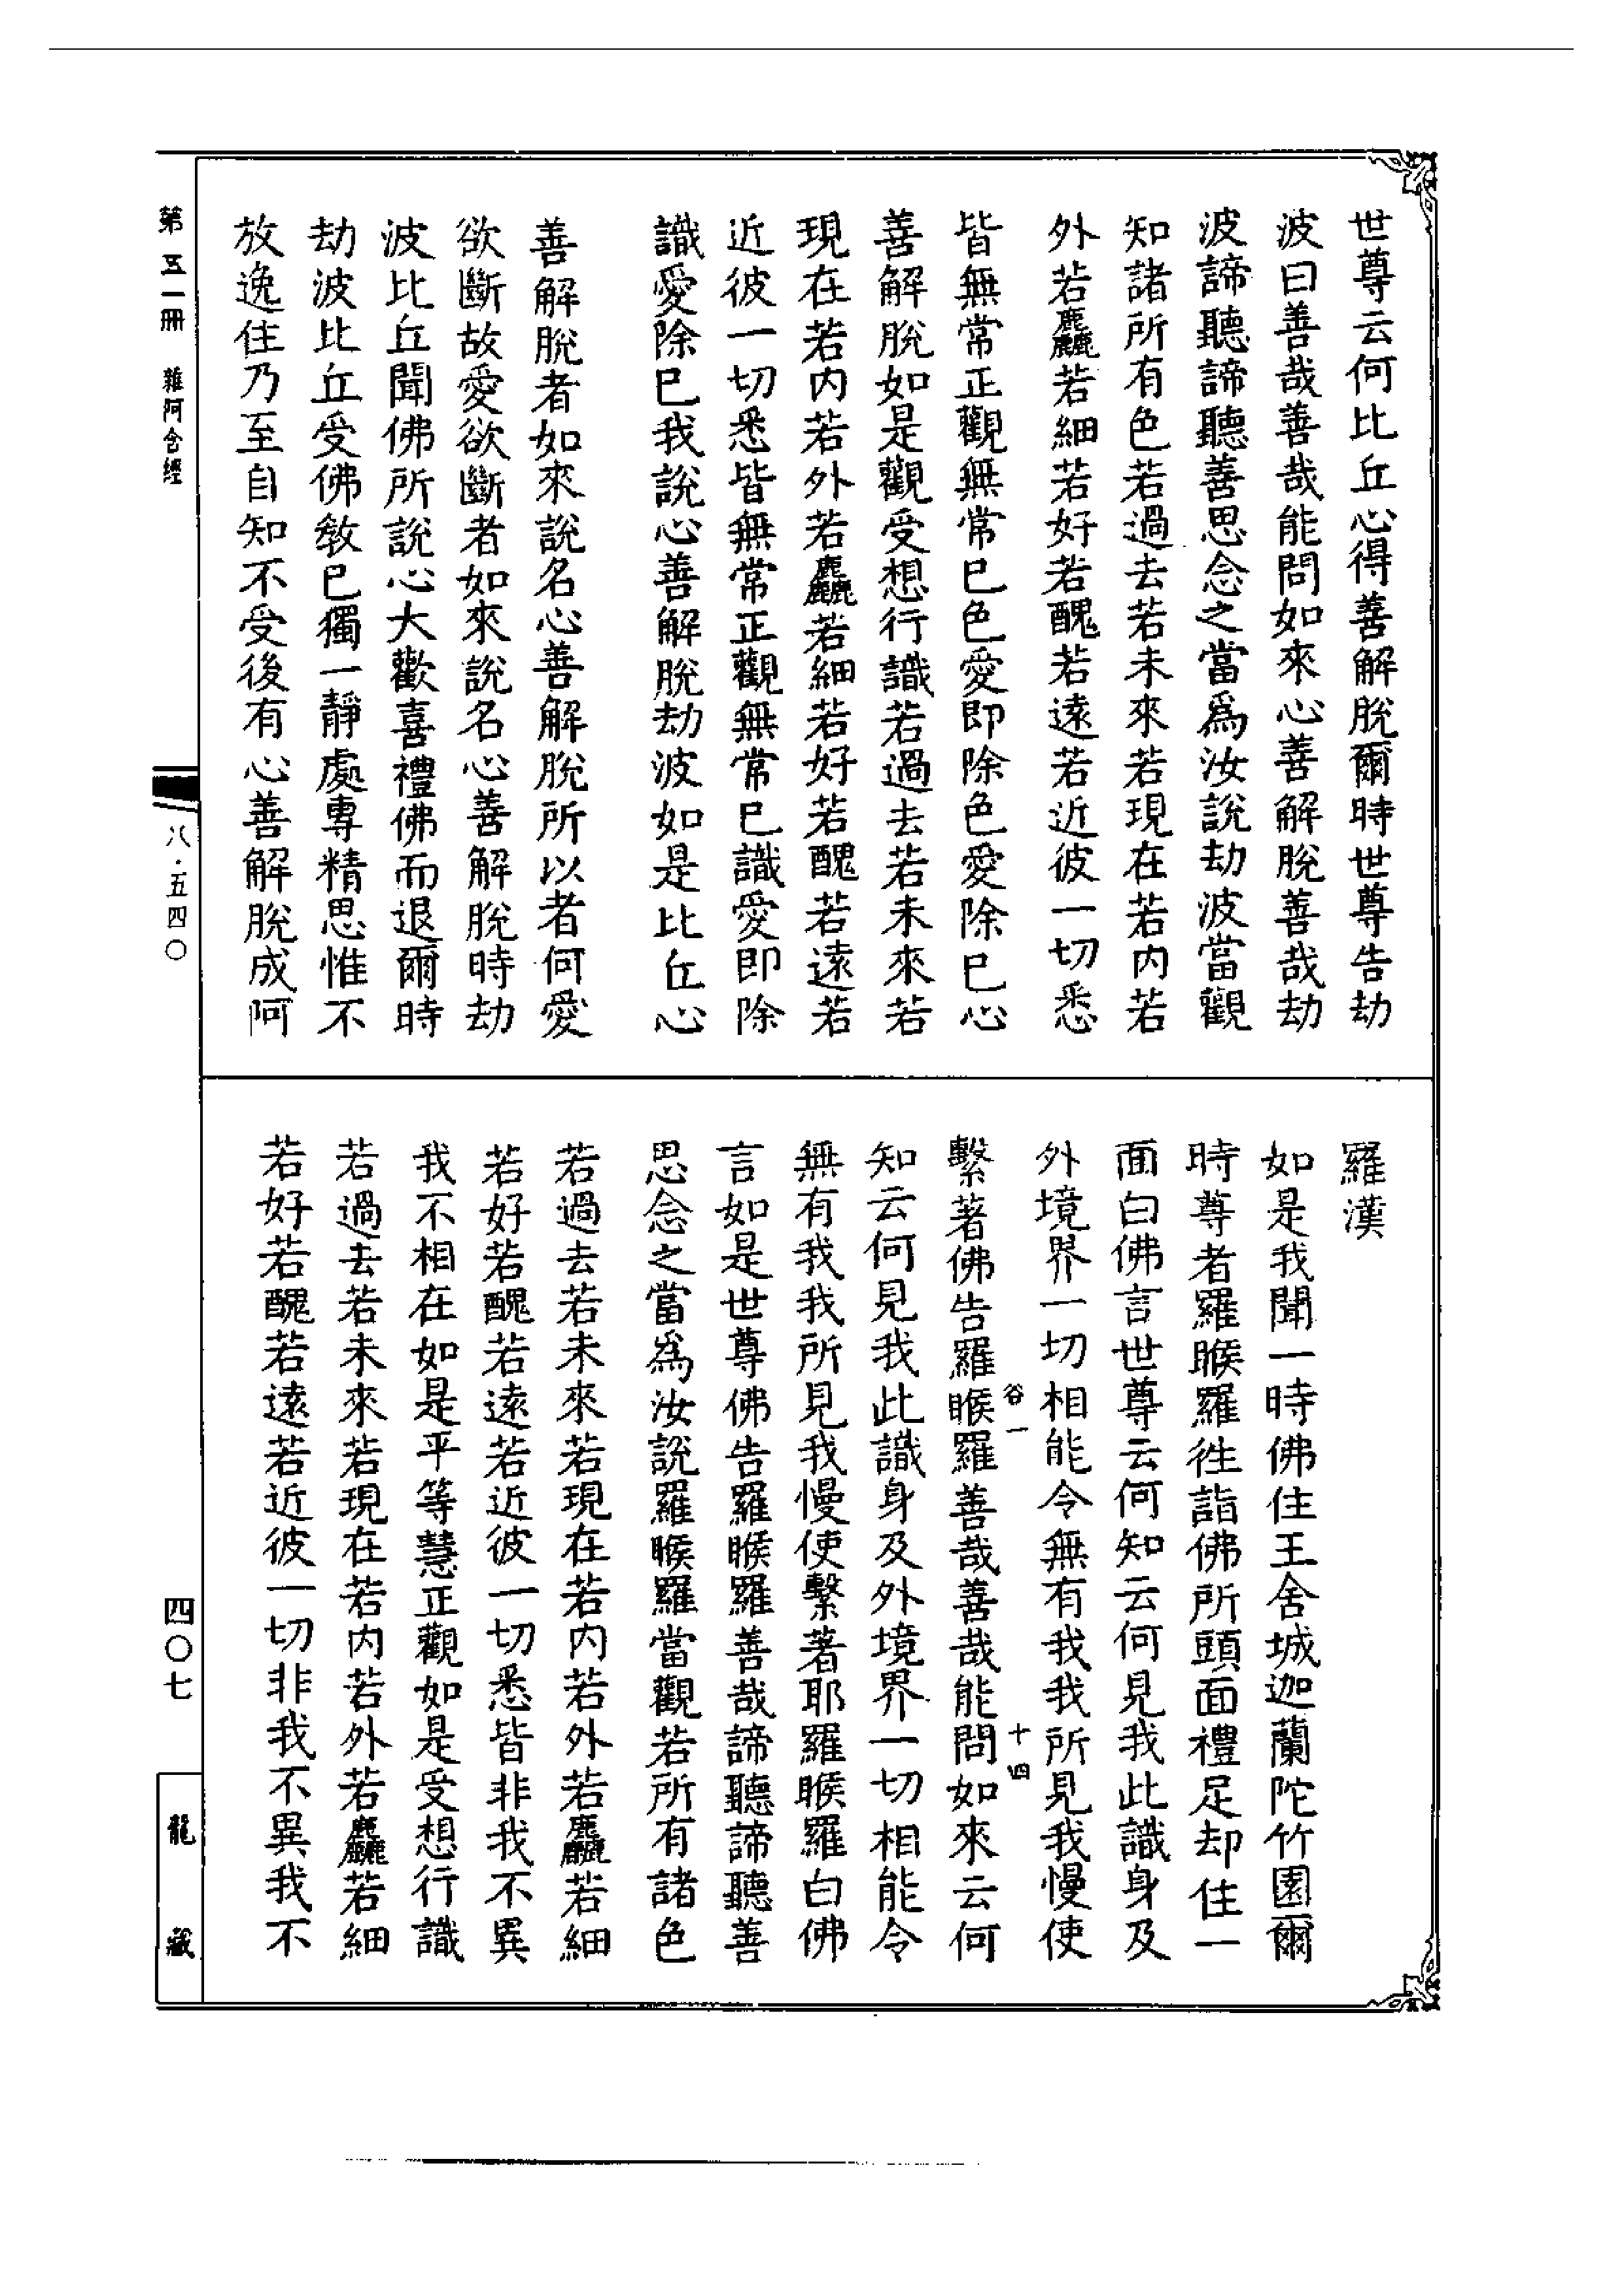 世尊云何比丘心得善解脫爾時世尊告劫
波曰善哉善哉能問如來心善解脫善哉劫
波諦聽諦聽善思念之當為汝說劫波當觀
知諸所有色若過去若未來若現在若内若
外若麤若細若好若醜若遠若近彼一切悉
皆無常正觀無常已色愛即除色愛除已心
善解脫如是觀受想行識若過去若未來若
現在若内若外若麤若細若好若醜若遠若
近彼一切悉皆無常正觀無常已識愛即除
識愛除已我說心善解脫劫波如是比丘心
善解脫者如來說名心善解脫所以者何愛
欲斷故愛欲斷者如來說名心善解脫時劫
波比丘聞佛所說心大歡喜禮佛而退爾時
劫波比丘受佛教已獨一靜處專精思惟不
放逸住乃至自知不受後有心善解脫成阿
羅漢
如是我聞一時佛住王舍城迦蘭陀竹園爾
時尊者羅睺羅往詣佛所頭面禮足却住一
面白佛言世尊云何知云何見我此識身及
外境界一切相能令無有我我所見我慢使
谷一 十四
繫著佛告羅睺羅善哉善哉能問如來云何
知云何見我此識身及外境界一切相能令
無有我我所見我慢使繫著耶羅睺羅白佛
言如是世尊佛告羅睺羅善哉諦聽諦聽善
思念之當為汝說羅睺羅當觀若所有諸色
若過去若未來若現在若内若外若麤若細
若好若醜若遠若近彼一切悉皆非我不異
我不相在如是平等慧正觀如是受想行識
若過去若未來若現在若内若外若麤若細
若好若醜若遠若近彼一切非我不異我不
第五一冊 雜阿含經
八·五四〇
四〇七
龍藏